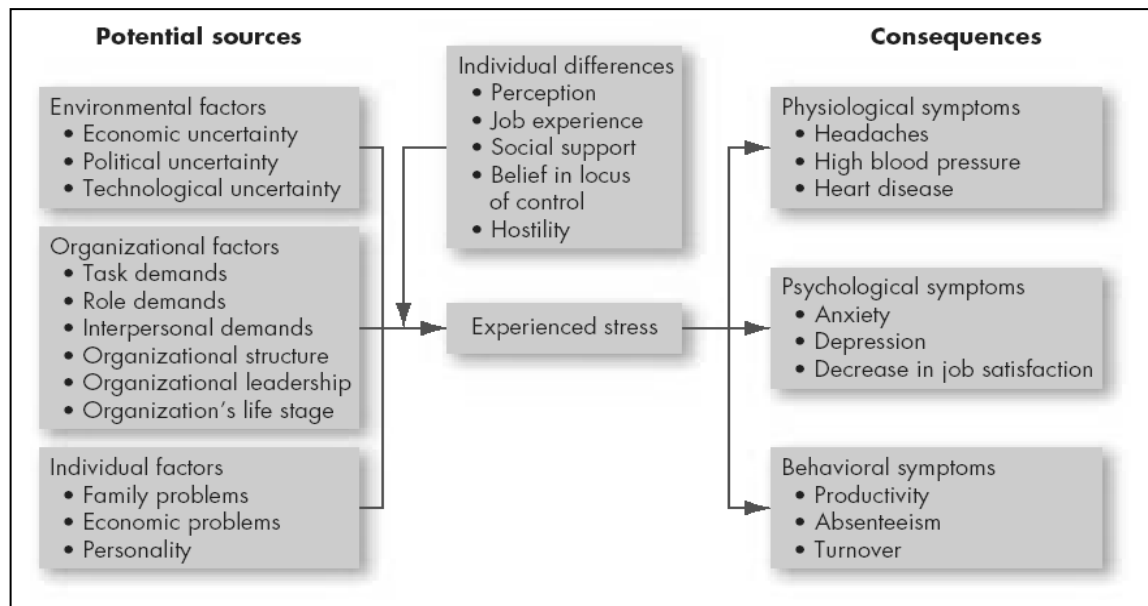 Potential sources
Environmental factors
• Economic uncertainty
• Political uncertainty
• Technological uncertainty
Organizational factors
• Task demands
• Role demands
• Interpersonal demands
• Organizational structure
• Organizational leadership
• Organization's life stage
Individual factors
• Family problems
• Economic problems
• Personality
Individual differences
• Perception
• Job experience
• Social support
• Belief in locus
of control
• Hostility
Experienced stress
Consequences
Physiological symptoms
• Headaches
• High blood pressure
• Heart disease
Psychological symptoms
• Anxiety
• Depression
• Decrease in job satisfaction
Behavioral symptoms
• Productivity
• Absenteeism
• Turnover